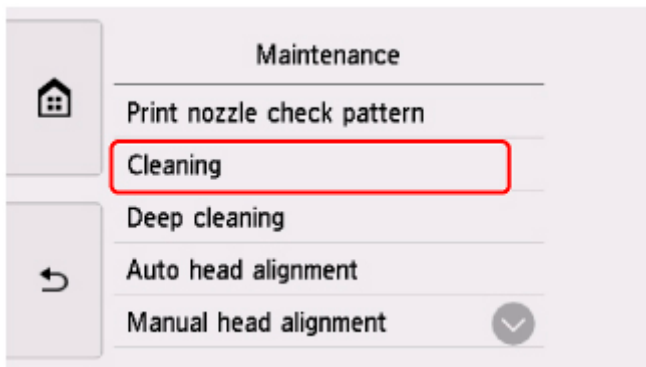 Maintenance
Print nozzle check pattern
Cleaning
Deep cleaning
Auto head alignment
Manual head alignment